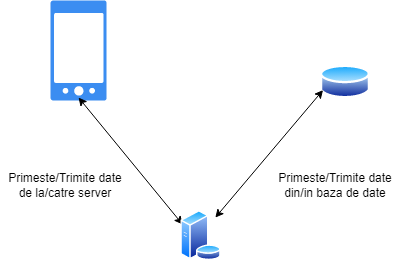 Primeste/Trimite date
de la/catre server
Primeste/Trimite date
din/in baza de date